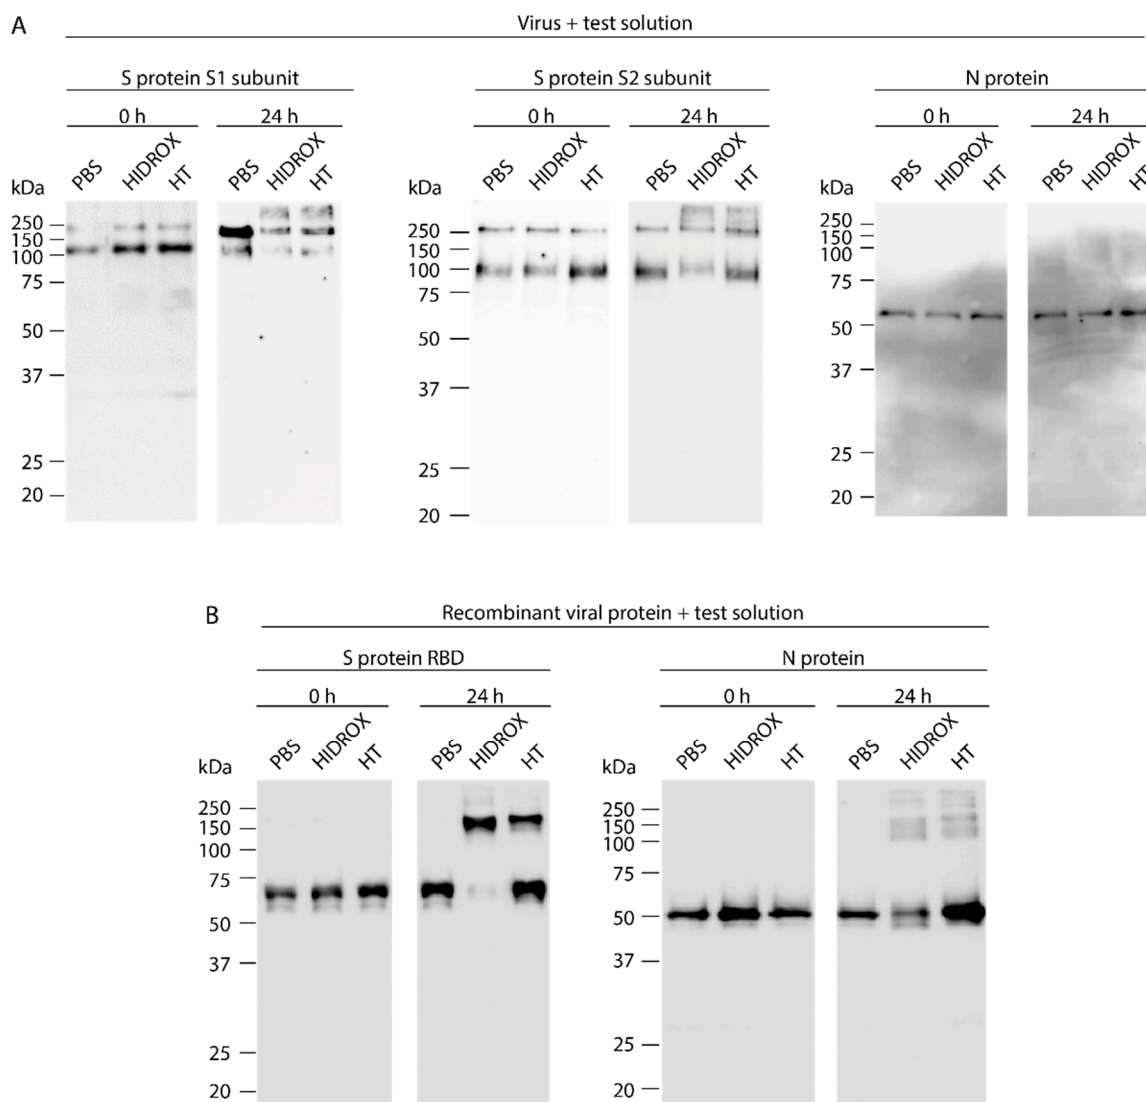 A
Virus + test solution
S protein S1 subunit
S protein S2 subunit
N protein
0 h
24 h
0 h
24 h
0 h
24 h
kDa
PBS
HIDROX
HT
PBS
HIDROX
HT
kDa
PBS
HIDROX
HT
PBS
HIDROX
HT
kDa
PBS
HIDROX
HT
PBS
HIDROX
HT
250
150
100
75
50
37
25
20
250
100
75
50
37
25
20
250
150
100
75
50
37
25
20
B
Recombinant viral protein + test solution
S protein RBD
N protein
0 h
24 h
0 h
24 h
kDa
PBS
HIDROX
HT
PBS
HIDROX
HT
kDa
PBS
HIDROX
HT
PBS
HIDROX
HT
250
150
100
75
50
37
25
20
250
150
100
75
50
37
25
20